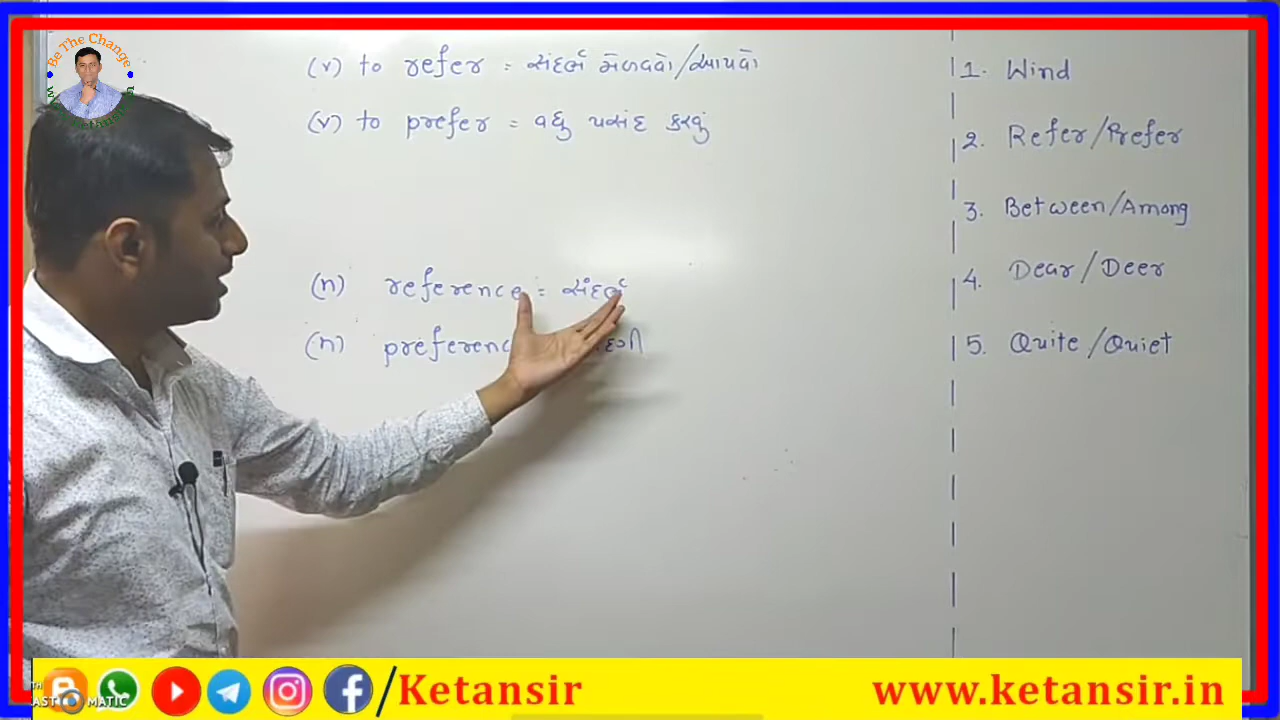 Be The Change
(v) to refer = સંદર્ભ મેળવવો/આપવો
(v) to prefer = વધુ પસંદ કરવું
(n) reference = સંદર્ભ
(n) preferenc
1. Wind
2. Refer/Prefer
3. Between/Among
4. Dear/Deer
5. Quite/Quiet
/Ketansir
www.ketansir.in